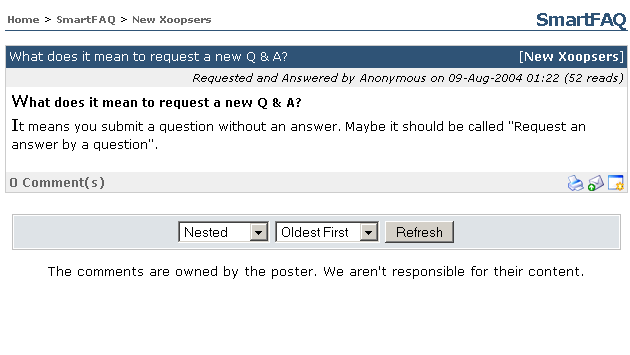 Home > SmartFAQ > New Xoopsers
SmartFAQ
What does it mean to request a new Q & A? [New Xoopsers]
Requested and Answered by Anonymous on 09-Aug-2004 01:22 (52 reads)
What does it mean to request a new Q & A?
It means you submit a question without an answer. Maybe it should be called "Request an
answer by a question".
0 Comment(s)
Nested Oldest First Refresh
The comments are owned by the poster. We aren't responsible for their content.